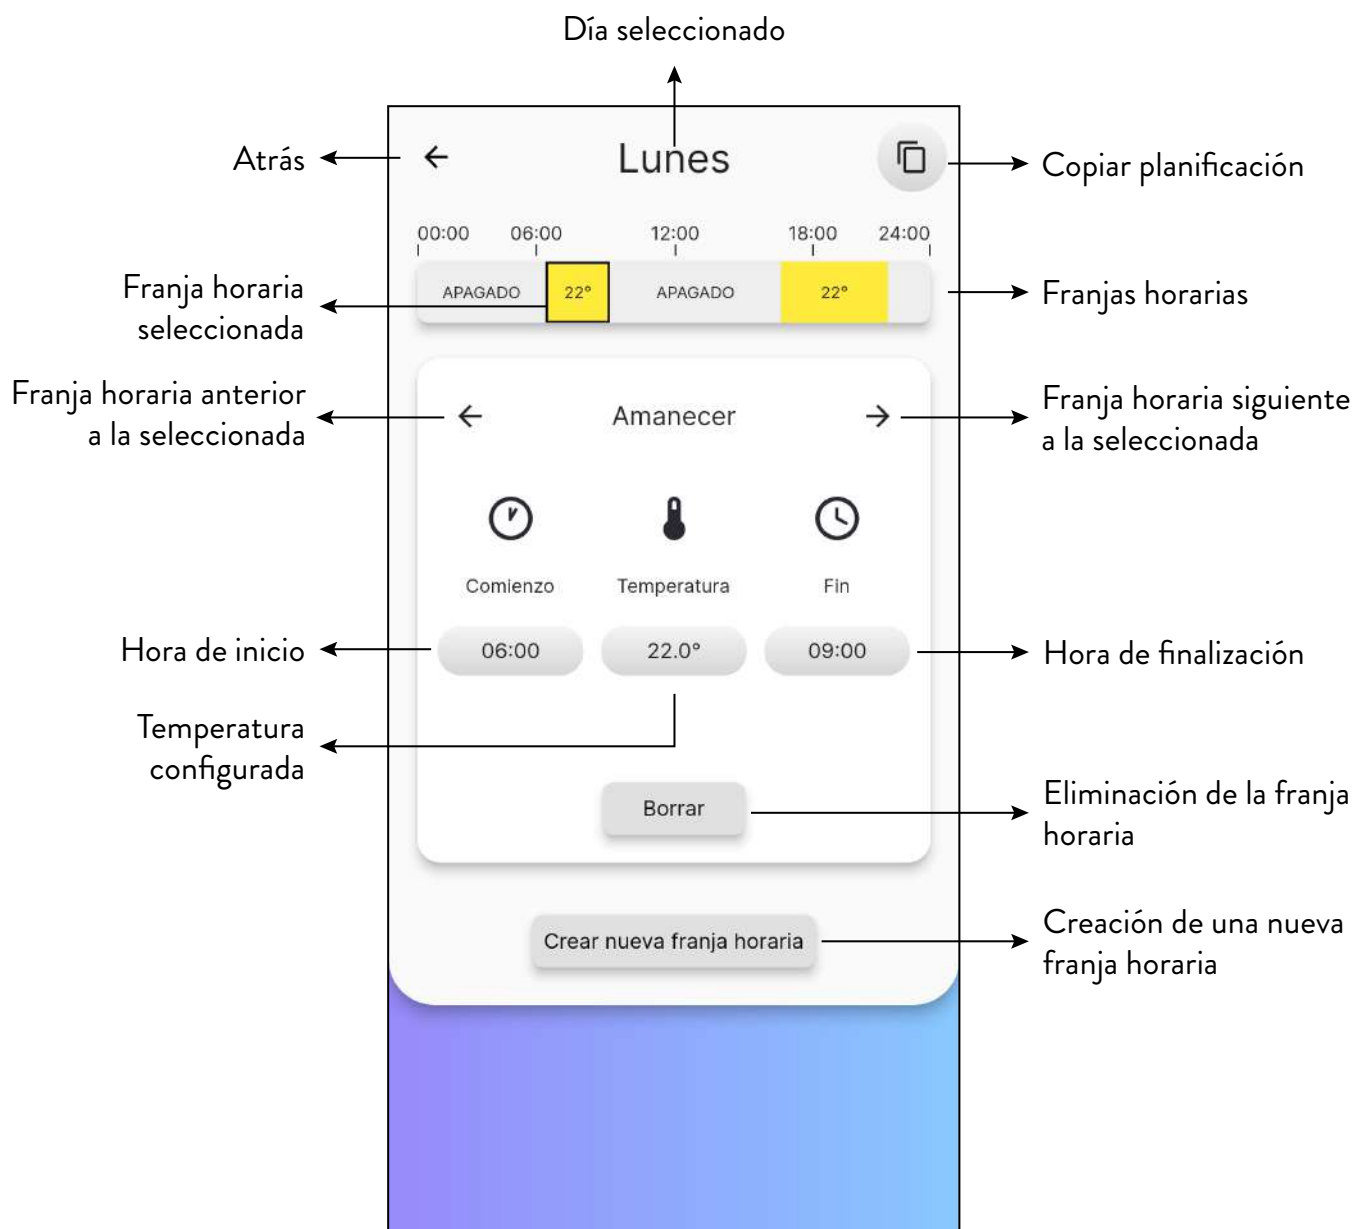 Día seleccionado
Atrás
Lunes
Copiar planificación
00:00 06:00 12:00 18:00 24:00
Franja horaria
seleccionada
APAGADO 22° APAGADO 22°
Franjas horarias
Franja horaria anterior
a la seleccionada
Amanecer
Franja horaria siguiente
a la seleccionada
Comienzo Temperatura Fin
Hora de inicio
06:00 22.0° 09:00
Hora de finalización
Temperatura
configurada
Borrar
Eliminación de la franja
horaria
Crear nueva franja horaria
Creación de una nueva
franja horaria